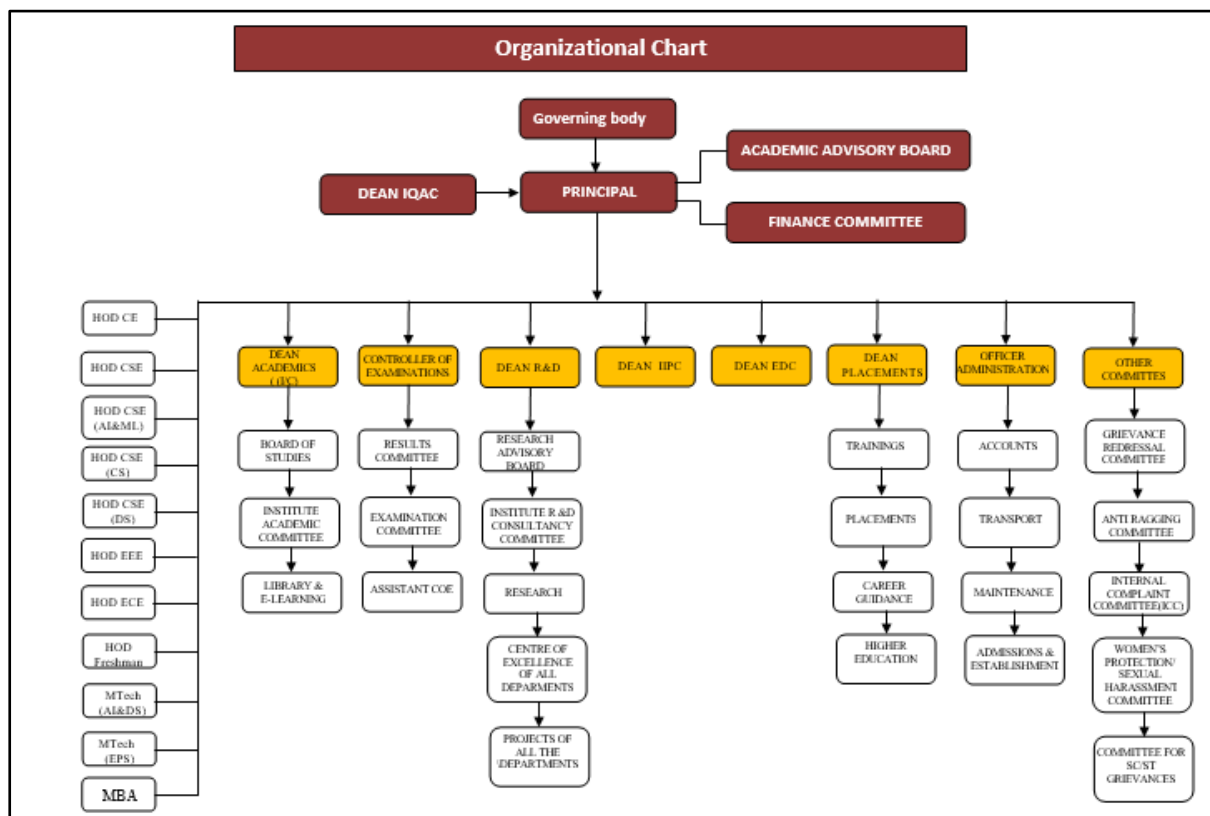 Organizational Chart
Governing body
ACADEMIC ADVISORY BOARD
DEAN IQAC
PRINCIPAL
FINANCE COMMITTEE
HOD CE
HOD CSE
HOD CSE
(AI&ML)
HOD CSE
(CS)
HOD CSE
(DS)
HOD EEE
HOD ECE
HOD
Freshman
MTech
(AI&DS)
MTech
(EPS)
MBA
DEAN
ACADEMICS
( (I/C)
BOARD OF
STUDIES
INSTITUTE
ACADEMIC
COMMITTEE
LIBRARY &
E-LEARNING
CONTROLLER OF
EXAMINATIONS
RESULTS
COMMITTEE
EXAMINATION
COMMITTEE
ASSISTANT COE
DEAN R&D
RESEARCH
ADVISORY
BOARD
INSTITUTE R &D
CONSULTANCY
COMMITTEE
RESEARCH
CENTRE OF
EXCELLENCE
OF ALL
DEPARMENTS
PROJECTS OF
ALL THE
\DEPARTMENTS
DEAN IIPC
DEAN EDC
DEAN
PLACEMENTS
TRAININGS
PLACEMENTS
CAREER
GUIDANCE
HIGHER
EDUCATION
OFFICER
ADMINISTRATION
ACCOUNTS
TRANSPORT
MAINTENANCE
ADMISSIONS &
ESTABLISHMENT
OTHER
COMMITTES
GRIEVANCE
REDRESSAL
COMMITTEE
ANTI RAGGING
COMMITTEE
INTERNAL
COMPLAINT
COMMITTEE(ICC)
WOMEN'S
PROTECTION/
SEXUAL
HARASSMENT
COMMITTEE
COMMITTEE FOR
SC/ST
GRIEVANCES